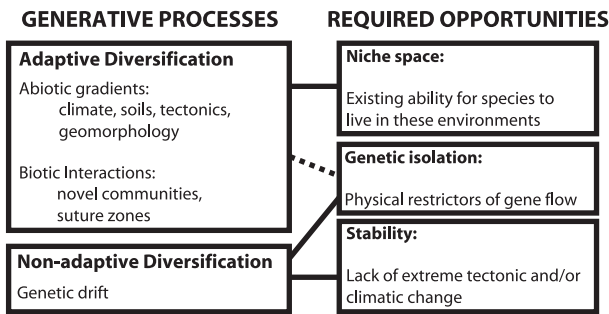 GENERATIVE PROCESSES
Adaptive Diversification
Abiotic gradients:
climate, soils, tectonics,
geomorphology
Biotic Interactions:
novel communities,
suture zones
Non-adaptive Diversification
Genetic drift
REQUIRED OPPORTUNITIES
Niche space:
Existing ability for species to
live in these environments
Genetic isolation:
Physical restrictors of gene flow
Stability:
Lack of extreme tectonic and/or
climatic change